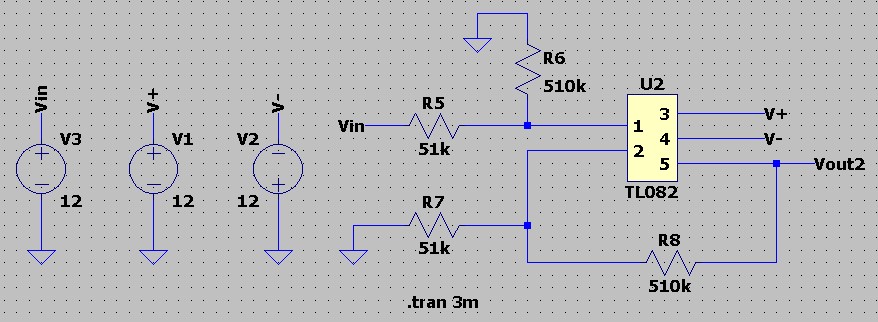 Vin
V+
V-
V3
12
V1
12
V2
12
Vin
R5
51k
R6
510k
U2
1
2
3
4
5
TL082
V+
V-
Vout2
R7
51k
R8
510k
.tran 3m